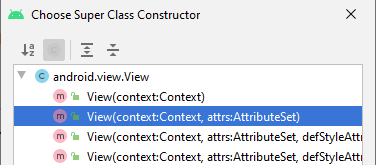 Choose Super Class Constructor
android.view.View
View(context:Context)
View(context:Context, attrs:AttributeSet)
View(context:Context, attrs:AttributeSet, defStyleAttr
View(context:Context, attrs:AttributeSet, defStyleAttr